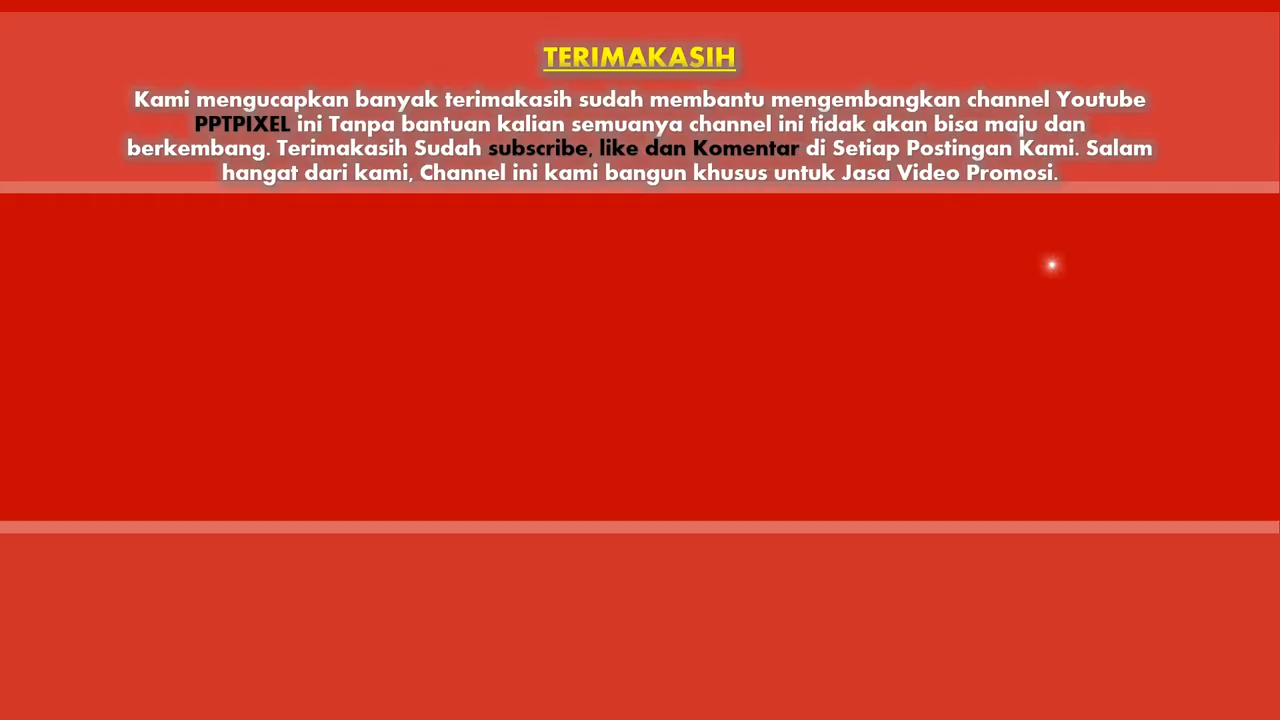 TERIMAKASIH
Kami mengucapkan banyak terimakasih sudah membantu mengembangkan channel Youtube
PPTPIXEL ini Tanpa bantuan kalian semuanya channel ini tidak akan bisa maju dan
berkembang. Terimakasih Sudah subscribe, like dan Komentar di Setiap Postingan Kami. Salam
hangat dari kami, Channel ini kami bangun khusus untuk Jasa Video Promosi.